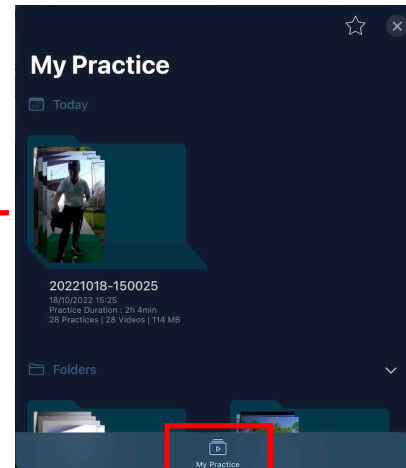 My Practice
Today
20221018-150025
18/10/2022 15:25
Practice Duration : 2h 4min
28 Practices | 28 Videos | 114 MB
Folders
My Practice